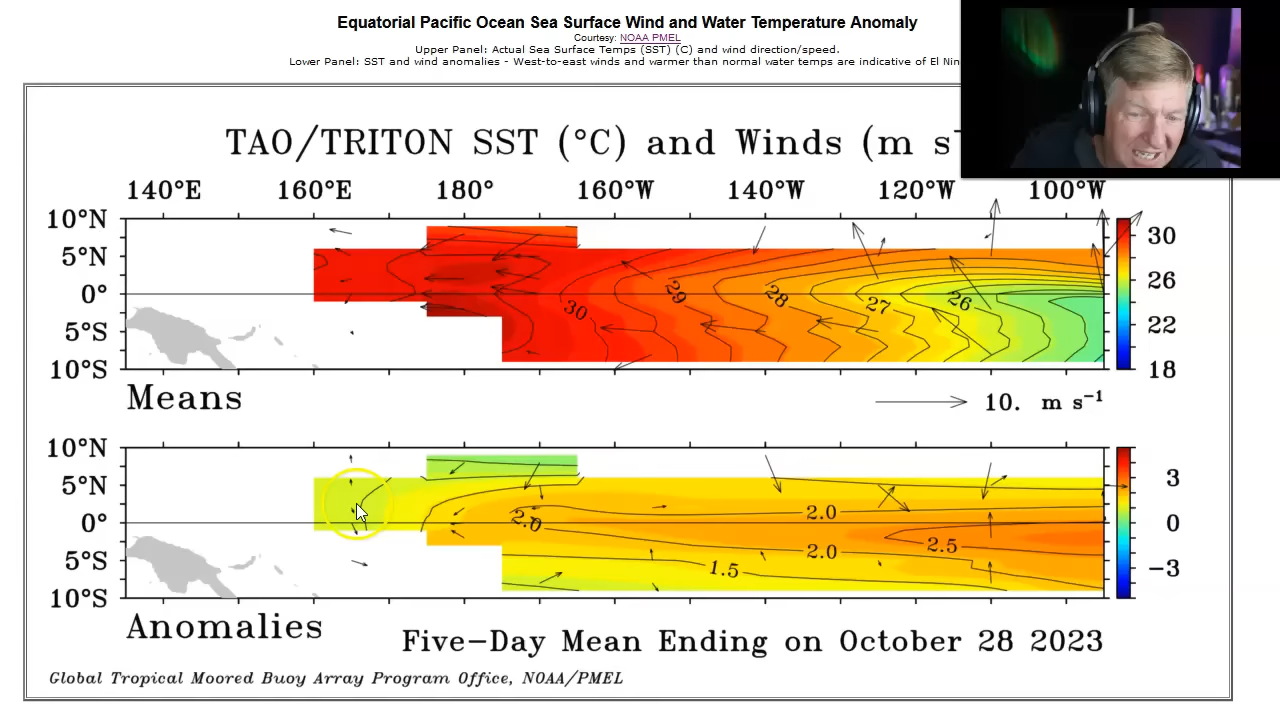 Equatorial Pacific Ocean Sea Surface Wind and Water Temperature Anomaly
Courtesy: NOAA PMEL
Upper Panel: Actual Sea Surface Temps (SST) (C) and wind direction/speed.
Lower Panel: SST and wind anomalies - West-to-east winds and warmer than normal water temps are indicative of El Nin
TAO/TRITON SST (°C) and Winds (m s
140°E 160°E 180° 160°W 140°W 120°W 100°W
10°N
5°N
0°
5°S
10°S
30 29 28 27 26
30
26
22
18
Means
10. m s⁻¹
10°N
5°N
0°
5°S
10°S
2.0 2.0 2.5 2.0 1.5
3
0
−3
Anomalies
Five−Day Mean Ending on October 28 2023
Global Tropical Moored Buoy Array Program Office, NOAA/PMEL